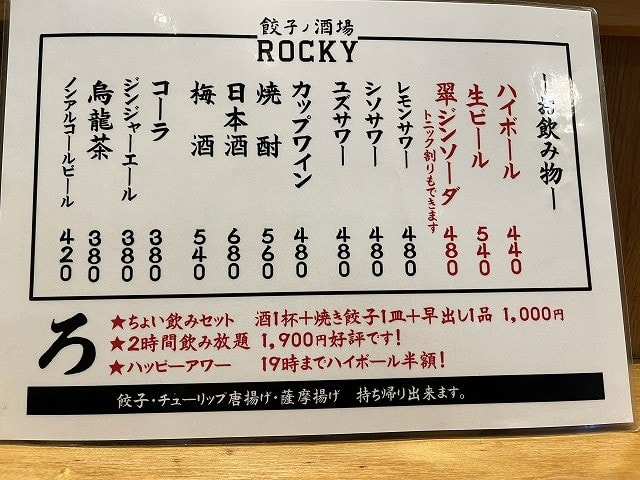 餃子ノ酒場
ROCKY
ーお飲み物ー
ハイボール 440
生ビール 540
翠ジンソーダ 480
トニック割りもできます
レモンサワー 480
シソサワー 480
ユズサワー 480
カップワイン 480
焼酎 560
日本酒 680
梅酒 540
コーラ 380
ジンジャーエール 380
烏龍茶 380
ノンアルコールビール 420
ろ
★ちょい飲みセット 酒1杯＋焼き餃子1皿＋早出し1品 1,000円
★2時間飲み放題 1,900円好評です!
★ハッピーアワー 19時までハイボール半額!
餃子・チューリップ唐揚げ・薩摩揚げ 持ち帰り出来ます。